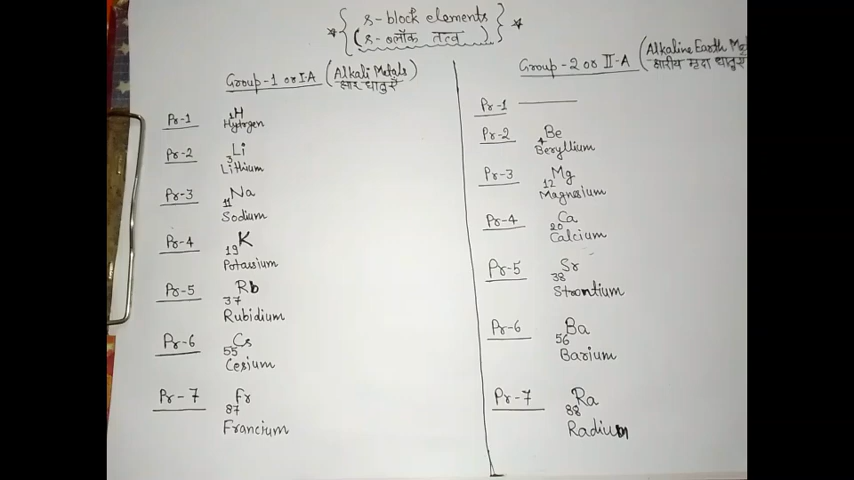 s-block elements
(s-ब्लॉक तत्व)
Group-1 or I-A (Alkali Metals)
क्षार धातुएँ
Pr-1 1H
Hydrgen
Pr-2 3Li
Lithium
Pr-3 11Na
Sodium
Pr-4 19K
Potassium
Pr-5 37Rb
Rubidium
Pr-6 55Cs
Cesium
Pr-7 87Fr
Francium
Group-2 or II-A (Alkaline Earth Me
क्षारीय मृदा धातुएँ
Pr-1
Pr-2 4Be
Beryllium
Pr-3 12Mg
Magnesium
Pr-4 20Ca
Calcium
Pr-5 38Sr
Strontium
Pr-6 56Ba
Barium
Pr-7 88Ra
Radium